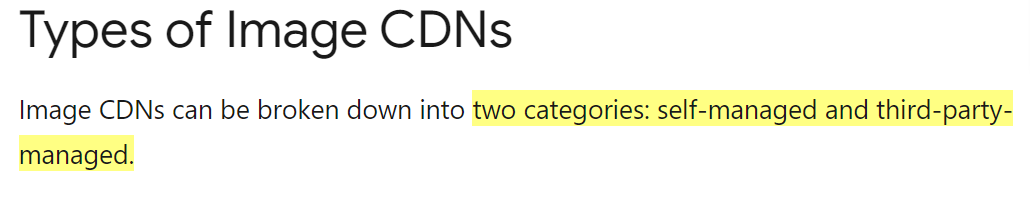 Types of Image CDNs
Image CDNs can be broken down into two categories: self-managed and third-party-
managed.